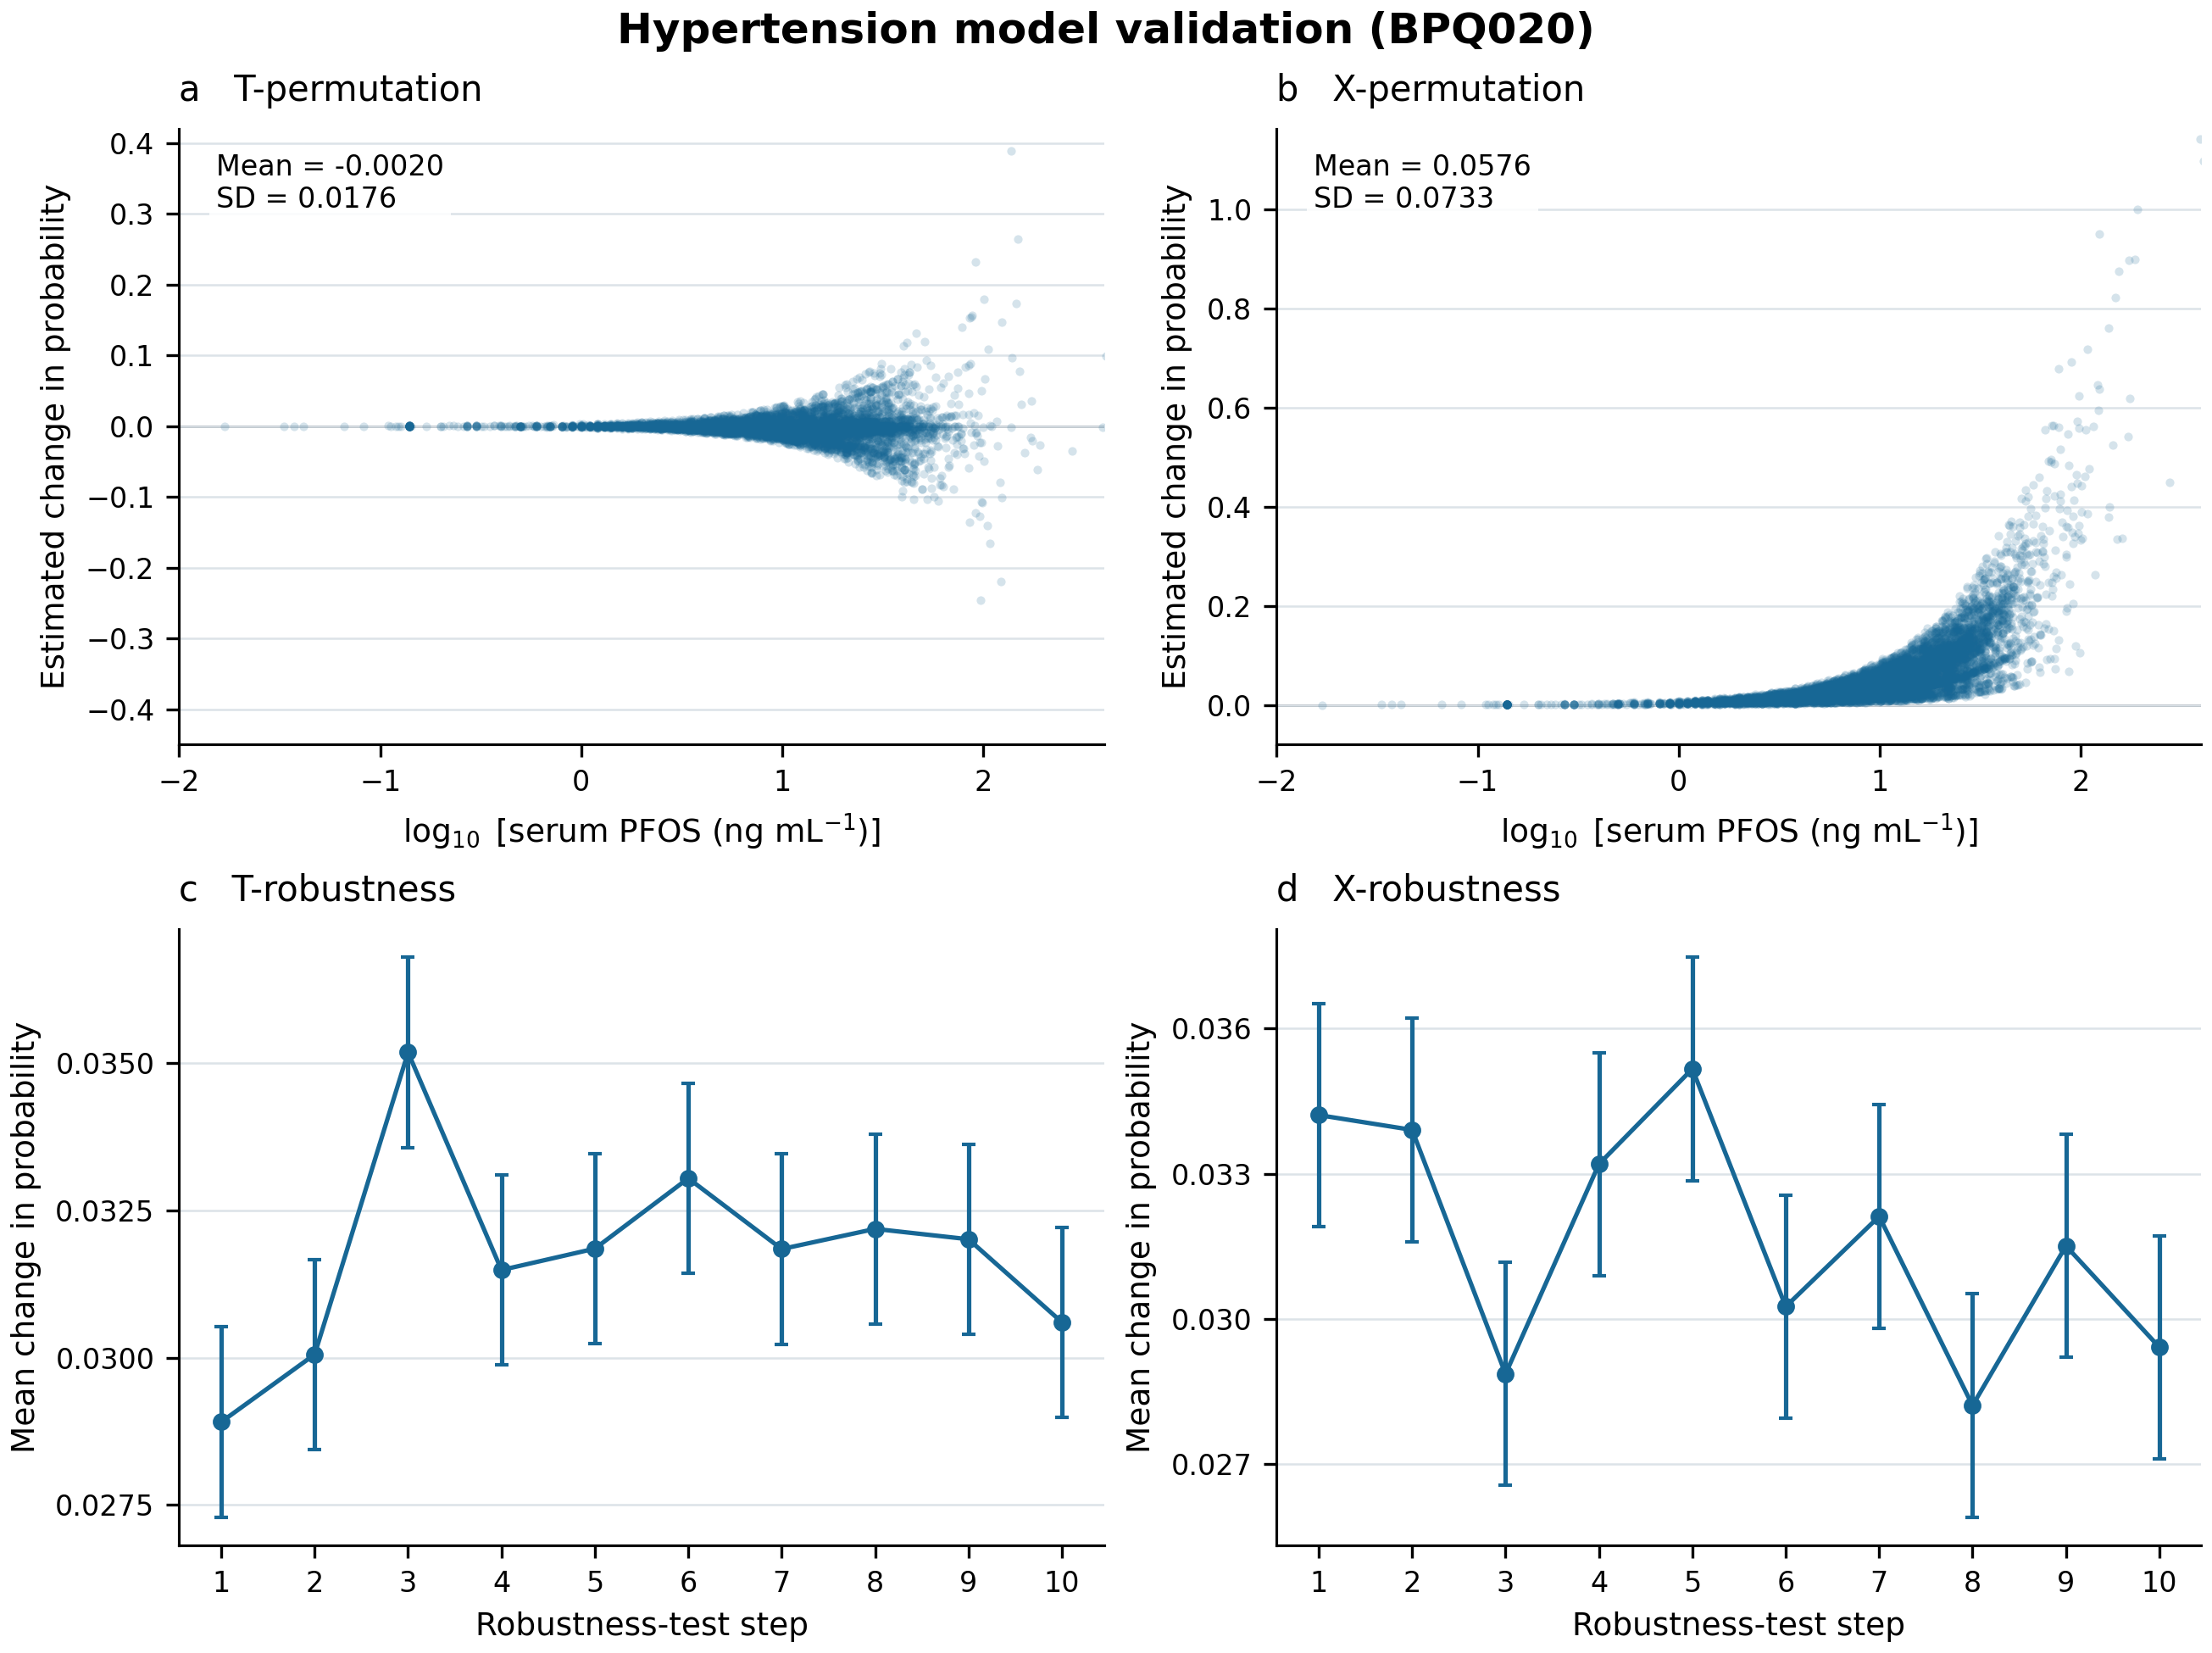 Hypertension model validation (BPQ020)
a T-permutation
Mean = -0.0020
SD = 0.0176
0.4
0.3
0.2
0.1
0.0
−0.1
−0.2
−0.3
−0.4
Estimated change in probability
−2 −1 0 1 2
log₁₀ [serum PFOS (ng mL⁻¹)]
b X-permutation
Mean = 0.0576
SD = 0.0733
1.0
0.8
0.6
0.4
0.2
0.0
Estimated change in probability
−2 −1 0 1 2
log₁₀ [serum PFOS (ng mL⁻¹)]
c T-robustness
0.0350
0.0325
0.0300
0.0275
Mean change in probability
1 2 3 4 5 6 7 8 9 10
Robustness-test step
d X-robustness
0.036
0.033
0.030
0.027
Mean change in probability
1 2 3 4 5 6 7 8 9 10
Robustness-test step